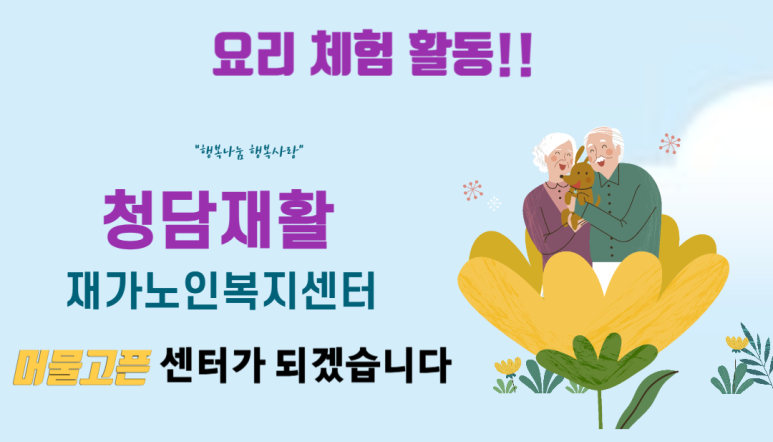 요리 체험 활동!!
"행복나눔 행복사랑"
청담재활
재가노인복지센터
머물고픈 센터가 되겠습니다